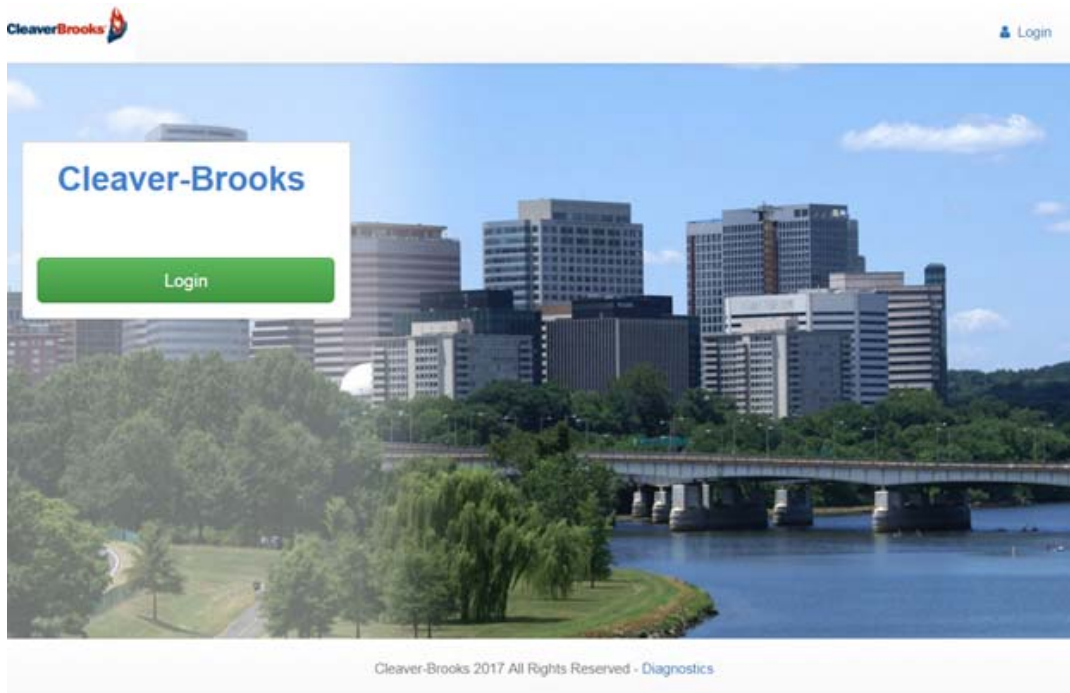 CleaverBrooks
Login
Cleaver-Brooks
Login
Cleaver-Brooks 2017 All Rights Reserved - Diagnostics